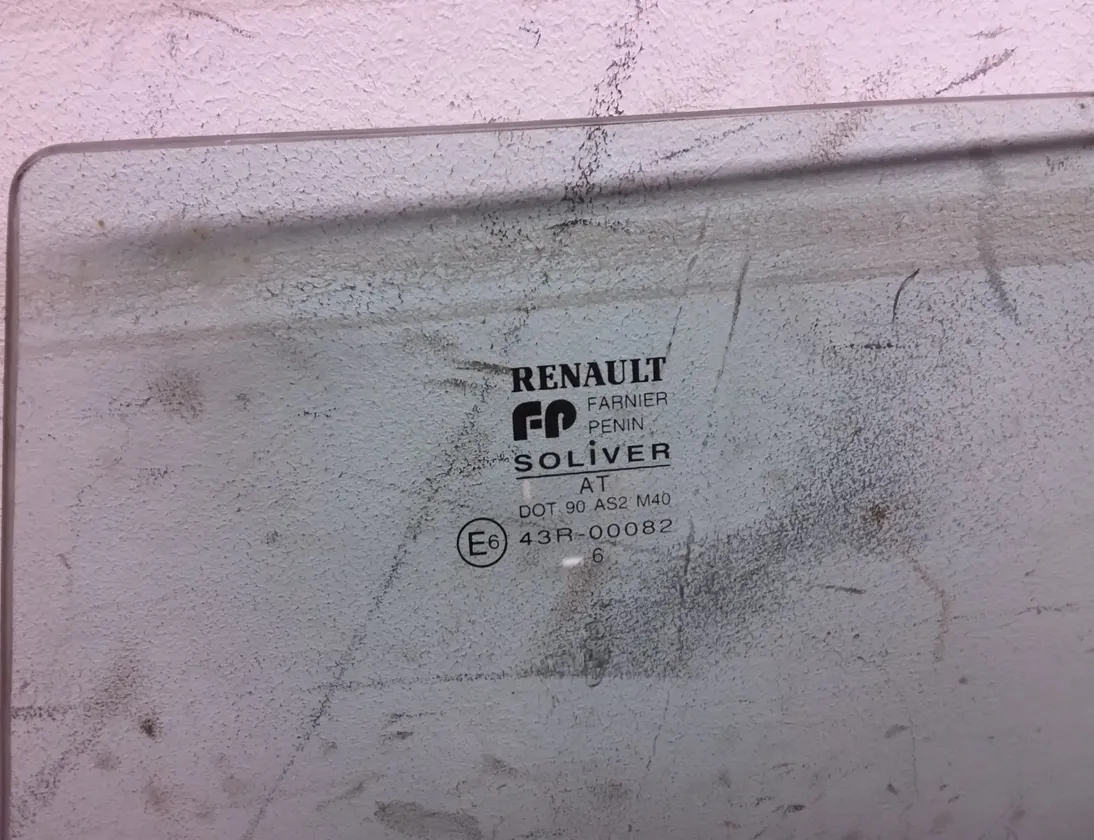 RENAULT
FP FARNIER
PENIN
SOLiVER
AT
DOT 90 AS2 M40
E6 43R-00082
6